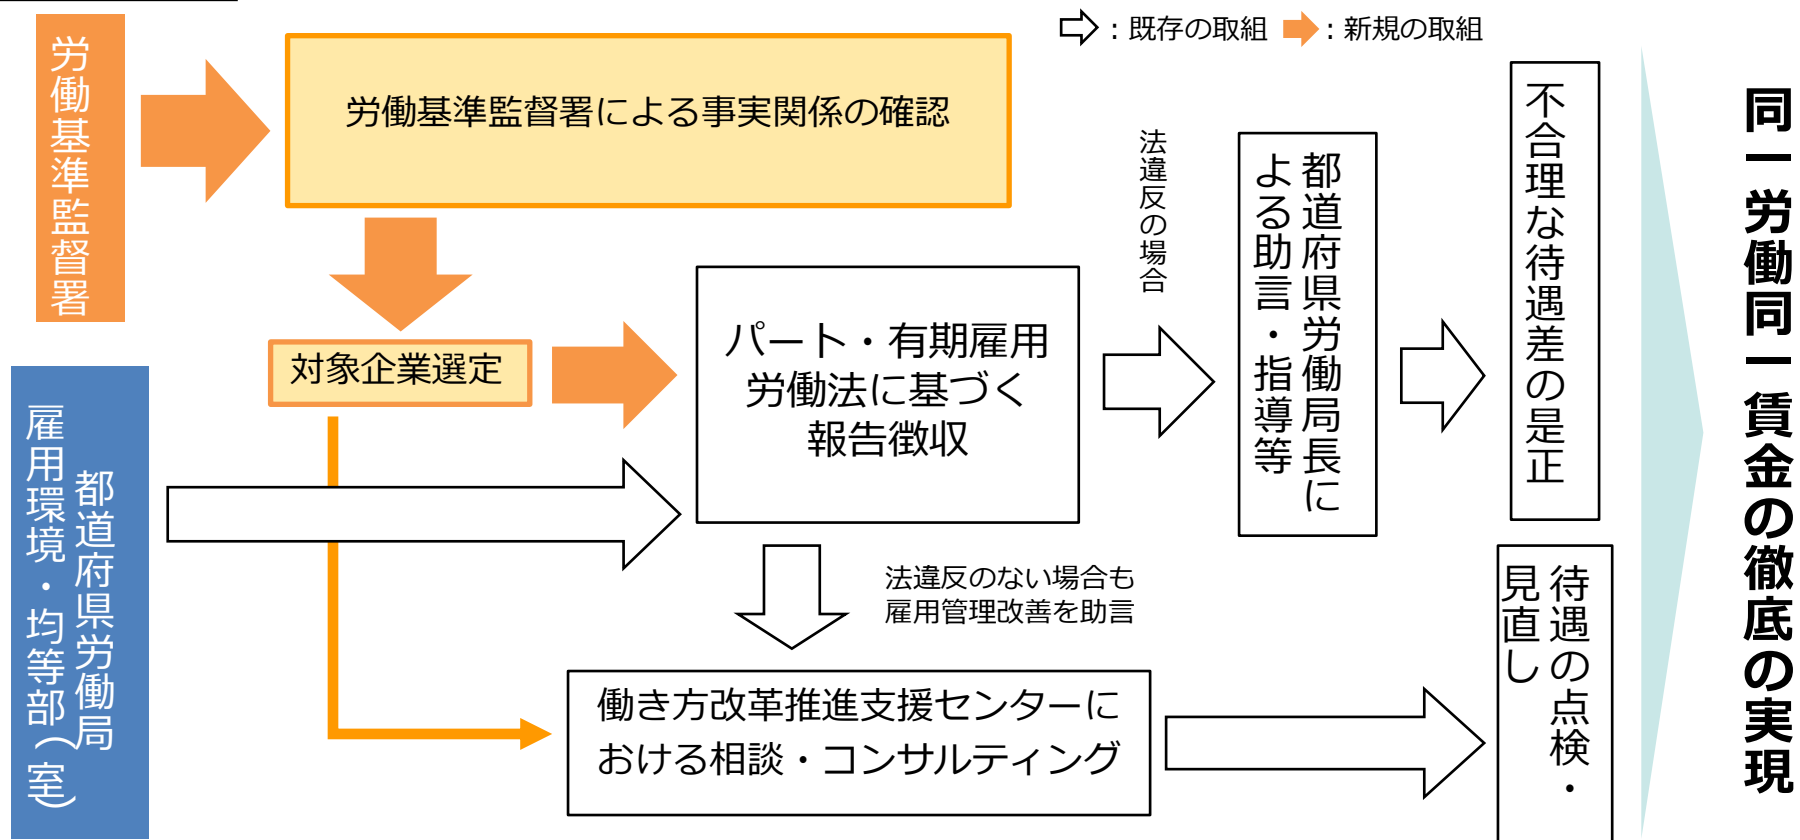 ：既存の取組 ：新規の取組
労働基準監督署
労働基準監督署による事実関係の確認
対象企業選定
都道府県労働局
雇用環境・均等部（室）
パート・有期雇用
労働法に基づく
報告徴収
法違反の場合
都道府県労働局長に
よる助言・指導等
不合理な待遇差の是正
法違反のない場合も
雇用管理改善を助言
働き方改革推進支援センターに
おける相談・コンサルティング
待遇の点検・
見直し
同一労働同一賃金の徹底の実現